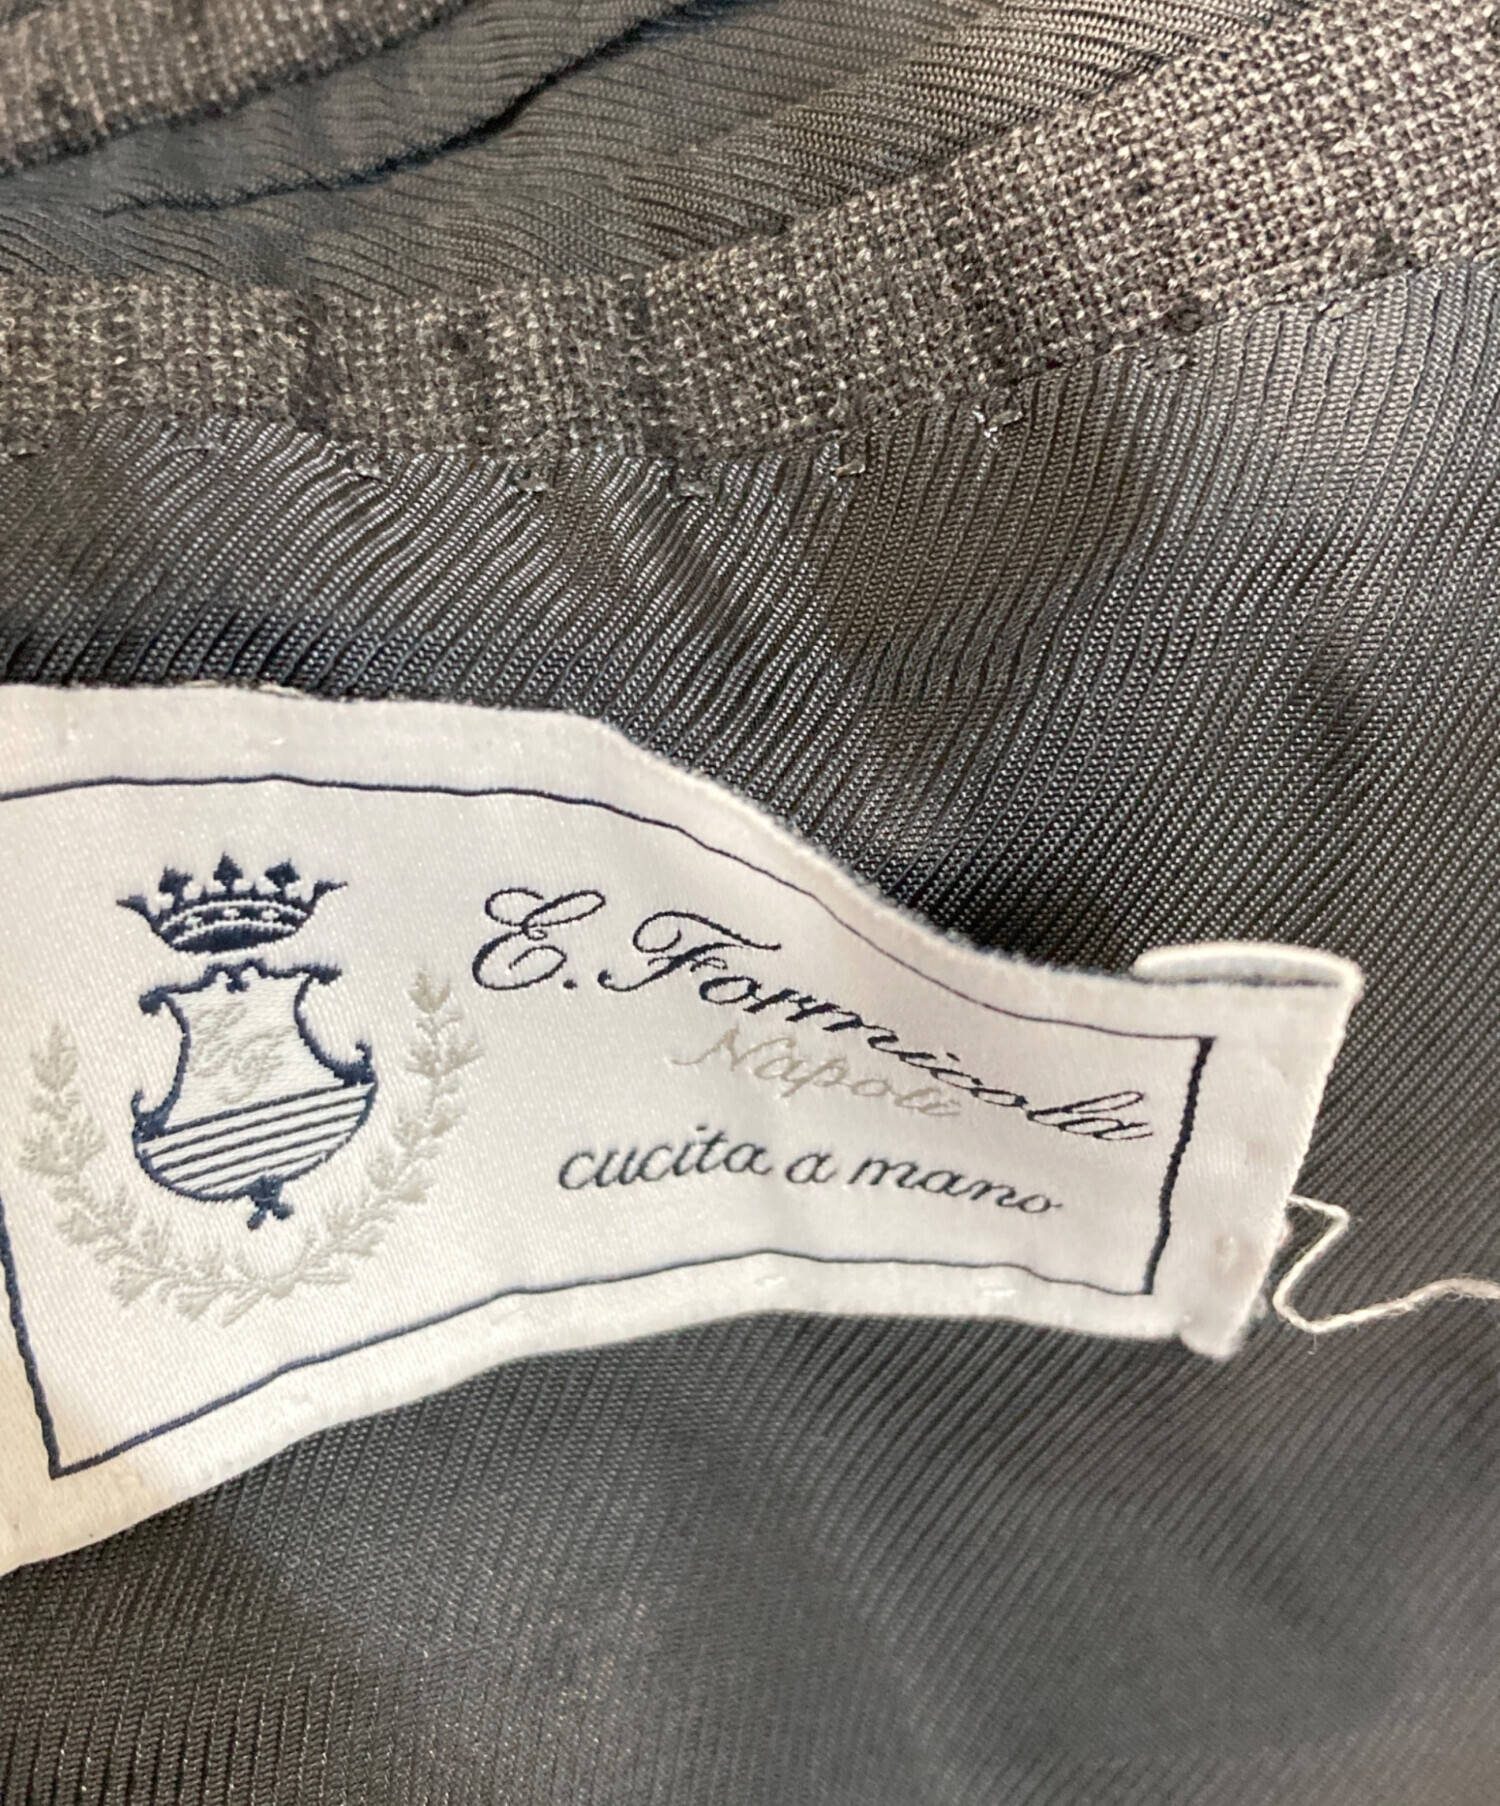 E. Formicola
Napoli
cucita a mano